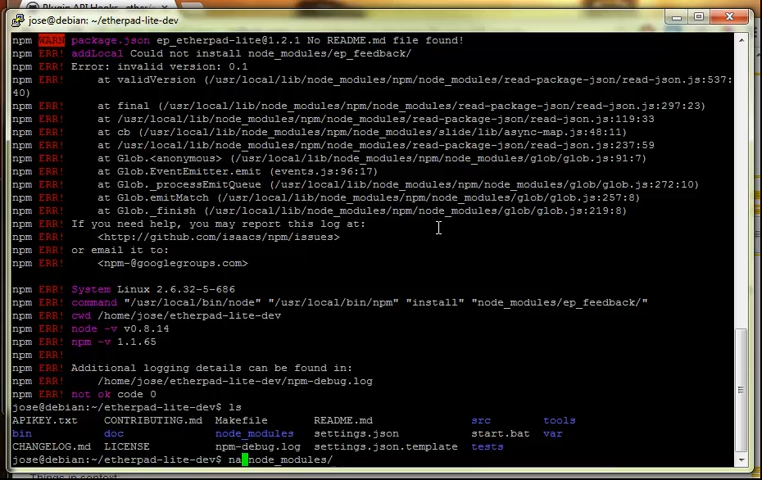 jose@debian: ~/etherpad-lite-dev
npm WARN package.json ep_etherpad-lite@1.2.1 No README.md file found!
npm ERR! addLocal Could not install node_modules/ep_feedback/
npm ERR! Error: invalid version: 0.1
npm ERR!     at validVersion (/usr/local/lib/node_modules/npm/node_modules/read-package-json/read-json.js:537:
40)
npm ERR!     at final (/usr/local/lib/node_modules/npm/node_modules/read-package-json/read-json.js:297:23)
npm ERR!     at /usr/local/lib/node_modules/npm/node_modules/read-package-json/read-json.js:119:33
npm ERR!     at cb (/usr/local/lib/node_modules/npm/node_modules/slide/lib/async-map.js:48:11)
npm ERR!     at /usr/local/lib/node_modules/npm/node_modules/read-package-json/read-json.js:237:59
npm ERR!     at Glob.<anonymous> (/usr/local/lib/node_modules/npm/node_modules/glob/glob.js:91:7)
npm ERR!     at Glob.EventEmitter.emit (events.js:96:17)
npm ERR!     at Glob._processEmitQueue (/usr/local/lib/node_modules/npm/node_modules/glob/glob.js:272:10)
npm ERR!     at Glob.emitMatch (/usr/local/lib/node_modules/npm/node_modules/glob/glob.js:257:8)
npm ERR!     at Glob._finish (/usr/local/lib/node_modules/npm/node_modules/glob/glob.js:219:8)
npm ERR! If you need help, you may report this log at:
npm ERR!     <http://github.com/isaacs/npm/issues>
npm ERR! or email it to:
npm ERR!     <npm-@googlegroups.com>
npm ERR!
npm ERR! System Linux 2.6.32-5-686
npm ERR! command "/usr/local/bin/node" "/usr/local/bin/npm" "install" "node_modules/ep_feedback/"
npm ERR! cwd /home/jose/etherpad-lite-dev
npm ERR! node -v v0.8.14
npm ERR! npm -v 1.1.65
npm ERR!
npm ERR! Additional logging details can be found in:
npm ERR!     /home/jose/etherpad-lite-dev/npm-debug.log
npm ERR! not ok code 0
jose@debian:~/etherpad-lite-dev$ ls
APIKEY.txt    CONTRIBUTING.md  Makefile       README.md               src        tools
bin           doc              node_modules   settings.json           start.bat  var
CHANGELOG.md  LICENSE          npm-debug.log  settings.json.template  tests
jose@debian:~/etherpad-lite-dev$ na node_modules/